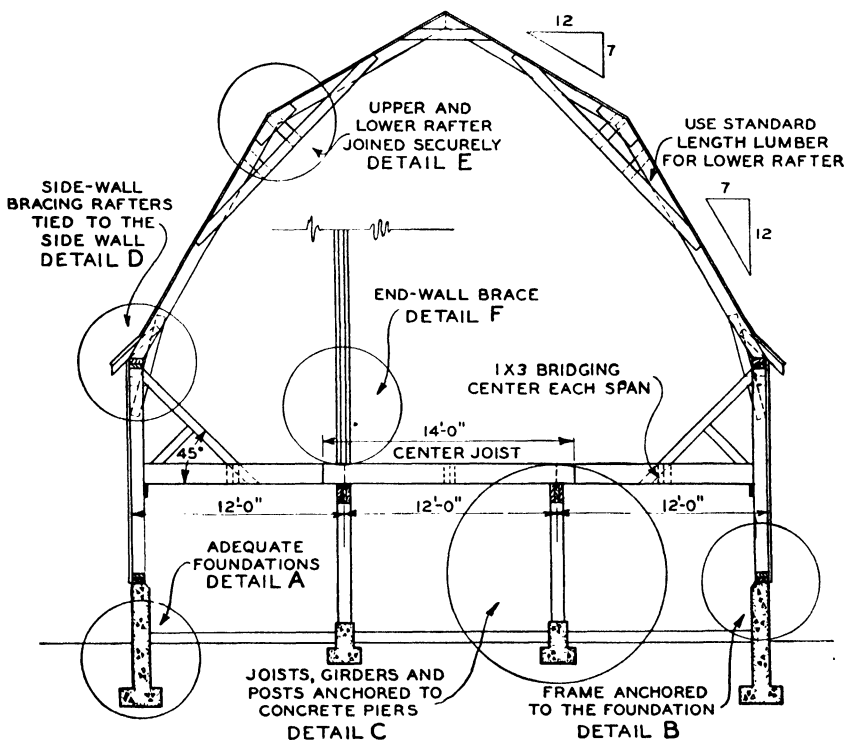 12
7
UPPER AND
LOWER RAFTER
JOINED SECURELY
DETAIL E
USE STANDARD
LENGTH LUMBER
FOR LOWER RAFTER
SIDE-WALL
BRACING RAFTERS
TIED TO THE
SIDE WALL
DETAIL D
7
12
END-WALL BRACE
DETAIL F
1X3 BRIDGING
CENTER EACH SPAN
14'-0"
CENTER JOIST
45°
12'-0"
12'-0"
12'-0"
ADEQUATE
FOUNDATIONS
DETAIL A
JOISTS, GIRDERS AND
POSTS ANCHORED TO
CONCRETE PIERS
DETAIL C
FRAME ANCHORED
TO THE FOUNDATION
DETAIL B